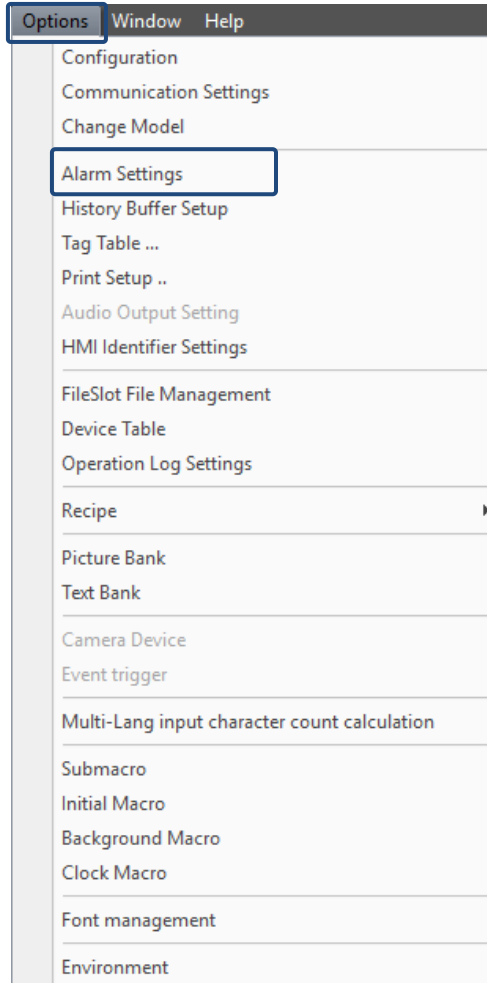 Options Window Help
Configuration
Communication Settings
Change Model
Alarm Settings
History Buffer Setup
Tag Table ...
Print Setup ..
Audio Output Setting
HMI Identifier Settings
FileSlot File Management
Device Table
Operation Log Settings
Recipe
Picture Bank
Text Bank
Camera Device
Event trigger
Multi-Lang input character count calculation
Submacro
Initial Macro
Background Macro
Clock Macro
Font management
Environment